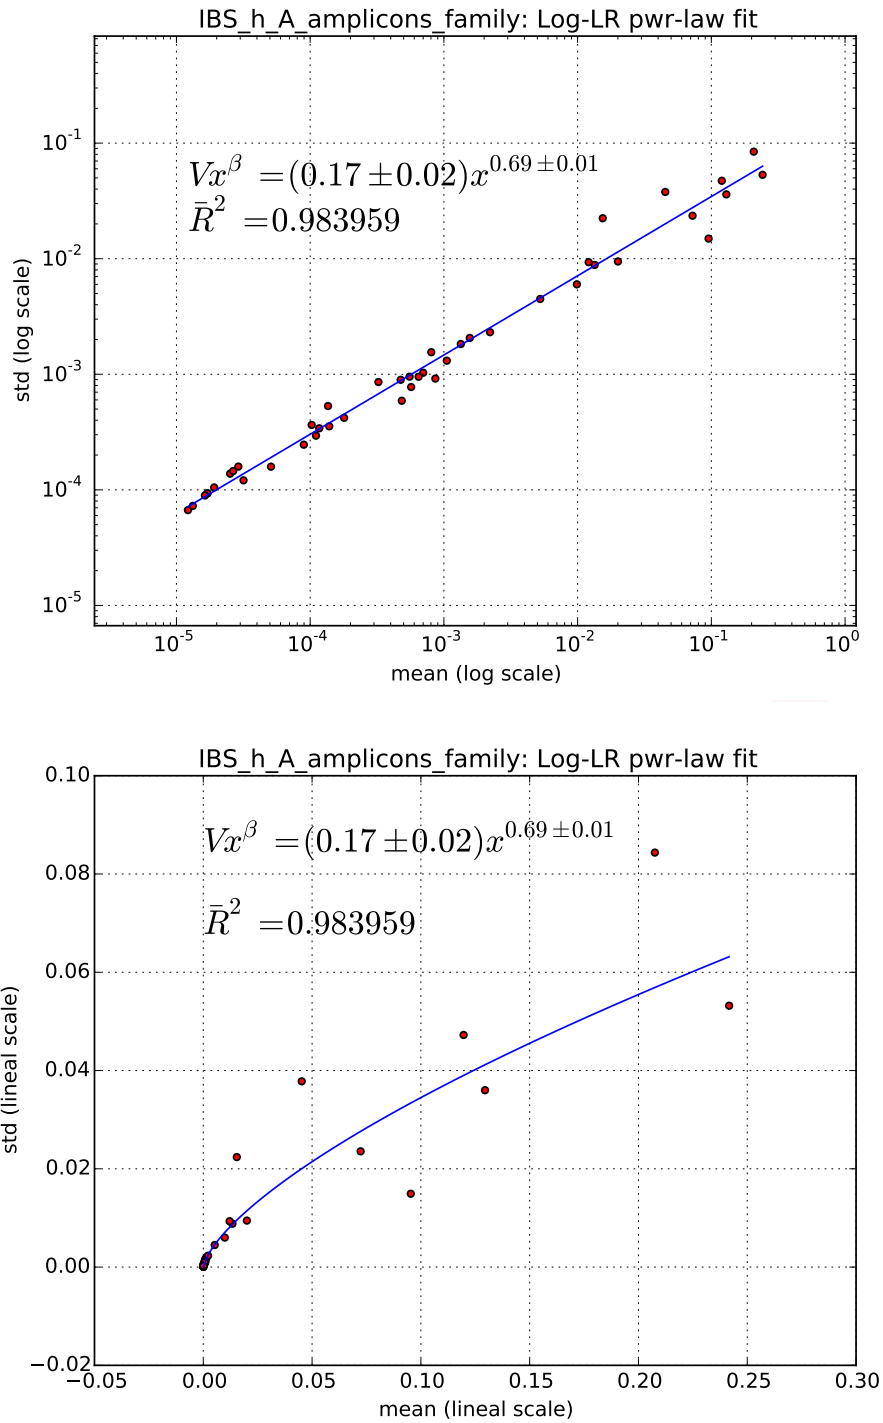 IBS_h_A_amplicons_family: Log-LR pwr-law fit
10^-1
10^-2
10^-3
10^-4
10^-5
std (log scale)
Vx^β =(0.17±0.02)x^0.69±0.01
R̄^2 =0.983959
10^-5 10^-4 10^-3 10^-2 10^-1 10^0
mean (log scale)
IBS_h_A_amplicons_family: Log-LR pwr-law fit
0.10
0.08
0.06
0.04
0.02
0.00
−0.02
std (lineal scale)
Vx^β =(0.17±0.02)x^0.69±0.01
R̄^2 =0.983959
−0.05 0.00 0.05 0.10 0.15 0.20 0.25 0.30
mean (lineal scale)